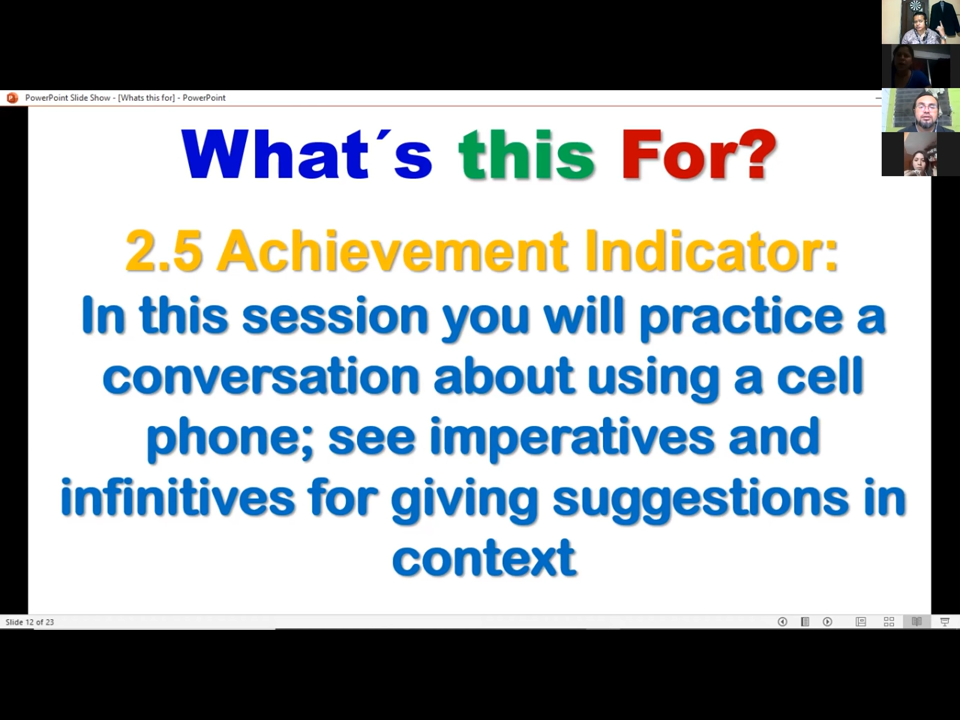 PowerPoint Slide Show - [Whats this for] - PowerPoint
What´s this For?
2.5 Achievement Indicator:
In this session you will practice a
conversation about using a cell
phone; see imperatives and
infinitives for giving suggestions in
context
Slide 12 of 23